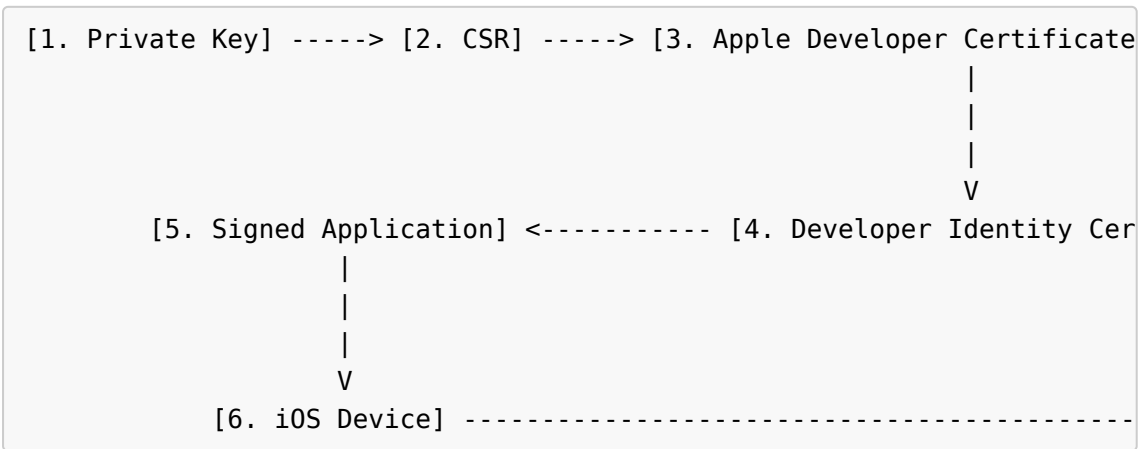 [1. Private Key] -----> [2. CSR] -----> [3. Apple Developer Certificate
|
|
|
V
[5. Signed Application] <----------- [4. Developer Identity Cer
|
|
|
V
[6. iOS Device] -------------------------------------------